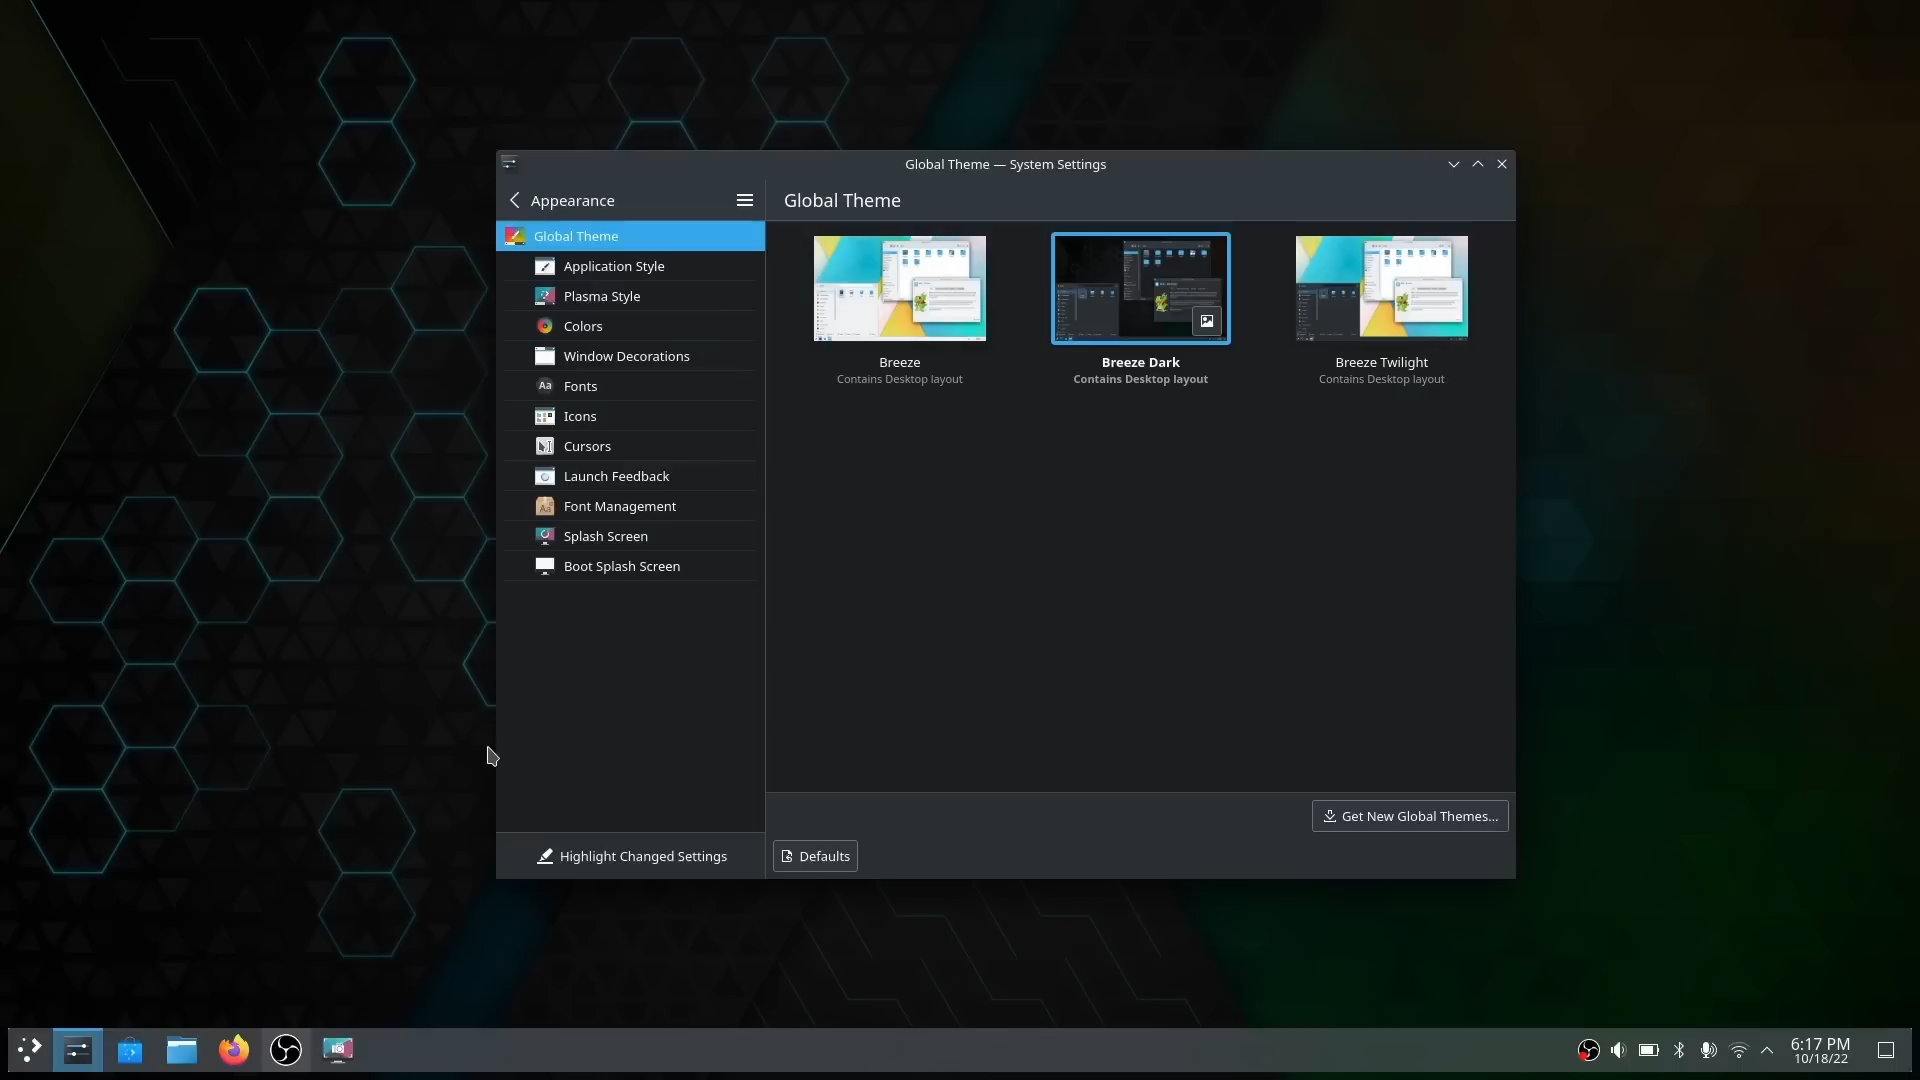 Global Theme — System Settings
Appearance
Global Theme
Global Theme
Application Style
Plasma Style
Colors
Window Decorations
Fonts
Icons
Cursors
Launch Feedback
Font Management
Splash Screen
Boot Splash Screen
Highlight Changed Settings
Breeze
Contains Desktop layout
Breeze Dark
Contains Desktop layout
Breeze Twilight
Contains Desktop layout
Get New Global Themes...
Defaults
6:17 PM
10/18/22